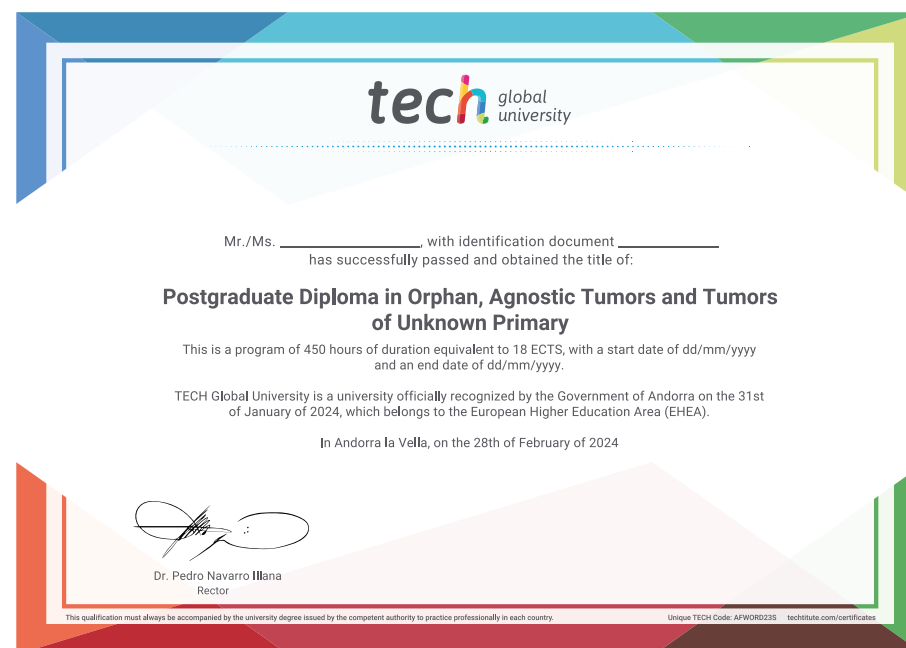 tech global university
Mr./Ms. ____________, with identification document ____________
has successfully passed and obtained the title of:
Postgraduate Diploma in Orphan, Agnostic Tumors and Tumors
of Unknown Primary
This is a program of 450 hours of duration equivalent to 18 ECTS, with a start date of dd/mm/yyyy
and an end date of dd/mm/yyyy.
TECH Global University is a university officially recognized by the Government of Andorra on the 31st
of January of 2024, which belongs to the European Higher Education Area (EHEA).
In Andorra la Vella, on the 28th of February of 2024
Dr. Pedro Navarro Illana
Rector
This qualification must always be accompanied by the university degree issued by the competent authority to practice professionally in each country.
Unique TECH Code: AFWORD23S techtitute.com/certificates